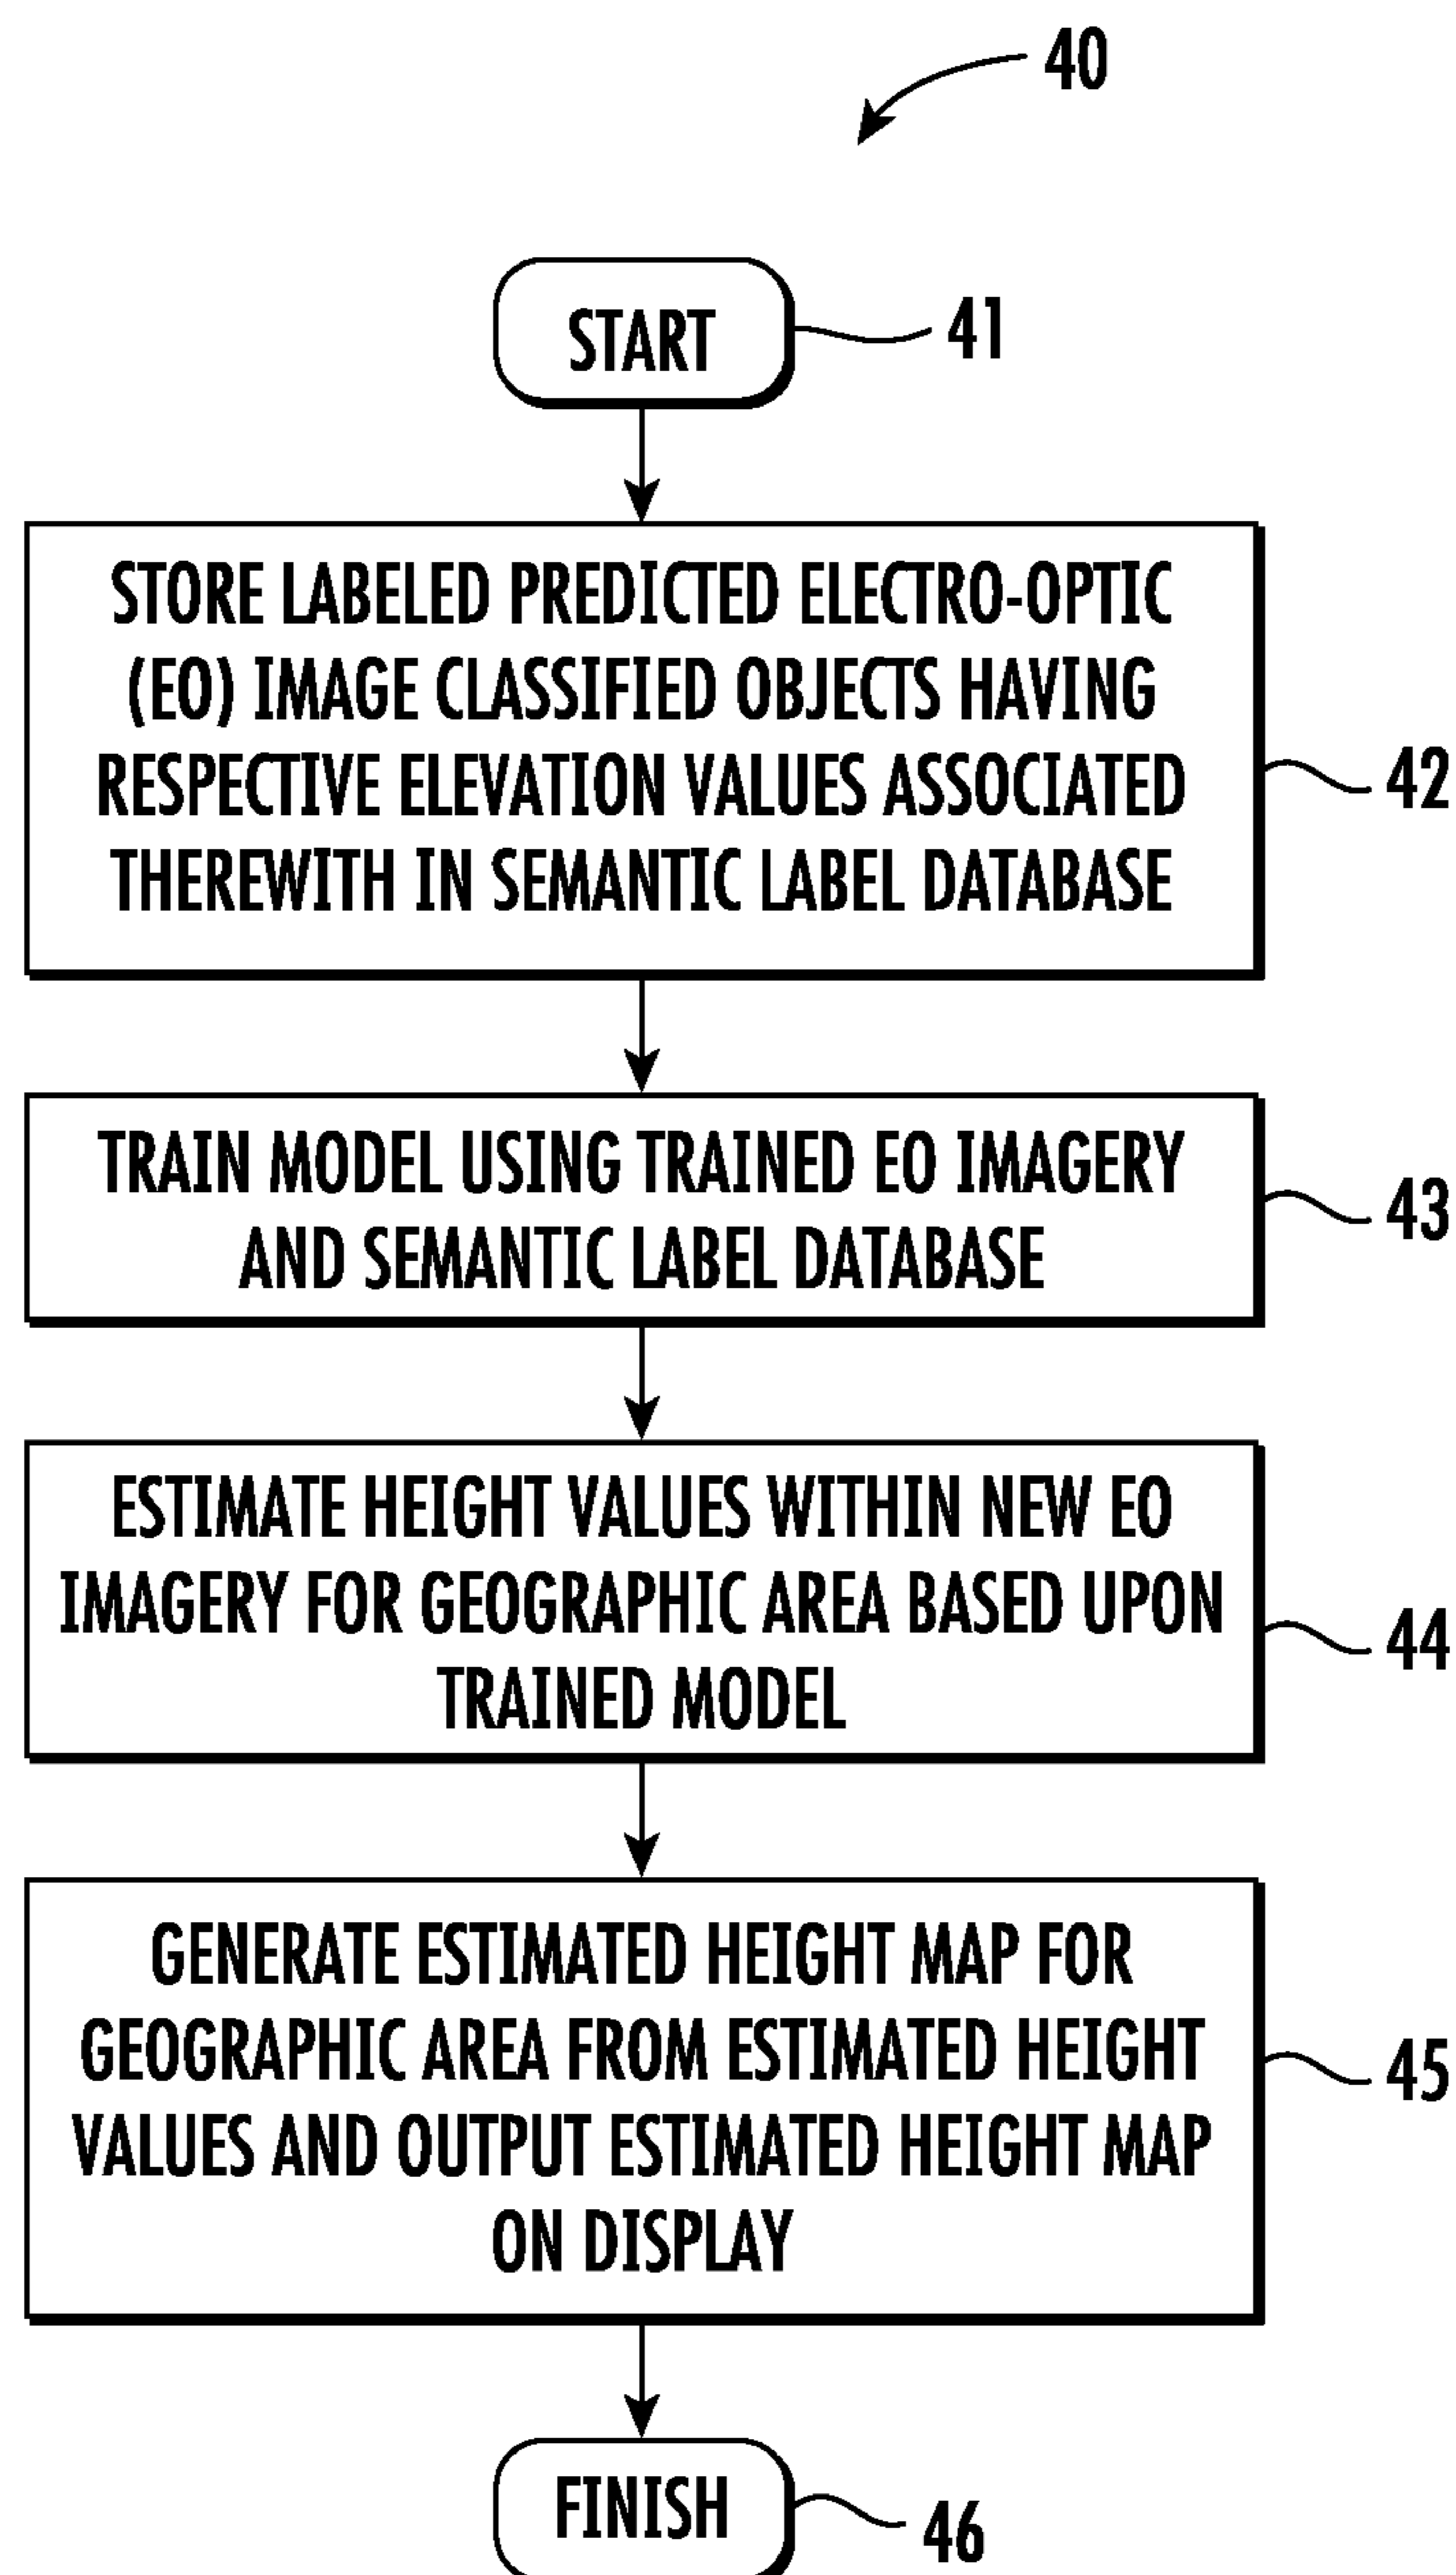 40
START
41
STORE LABELED PREDICTED ELECTRO-OPTIC
(EO) IMAGE CLASSIFIED OBJECTS HAVING
RESPECTIVE ELEVATION VALUES ASSOCIATED
THEREWITH IN SEMANTIC LABEL DATABASE
42
TRAIN MODEL USING TRAINED EO IMAGERY
AND SEMANTIC LABEL DATABASE
43
ESTIMATE HEIGHT VALUES WITHIN NEW EO
IMAGERY FOR GEOGRAPHIC AREA BASED UPON
TRAINED MODEL
44
GENERATE ESTIMATED HEIGHT MAP FOR
GEOGRAPHIC AREA FROM ESTIMATED HEIGHT
VALUES AND OUTPUT ESTIMATED HEIGHT MAP
ON DISPLAY
45
FINISH
46